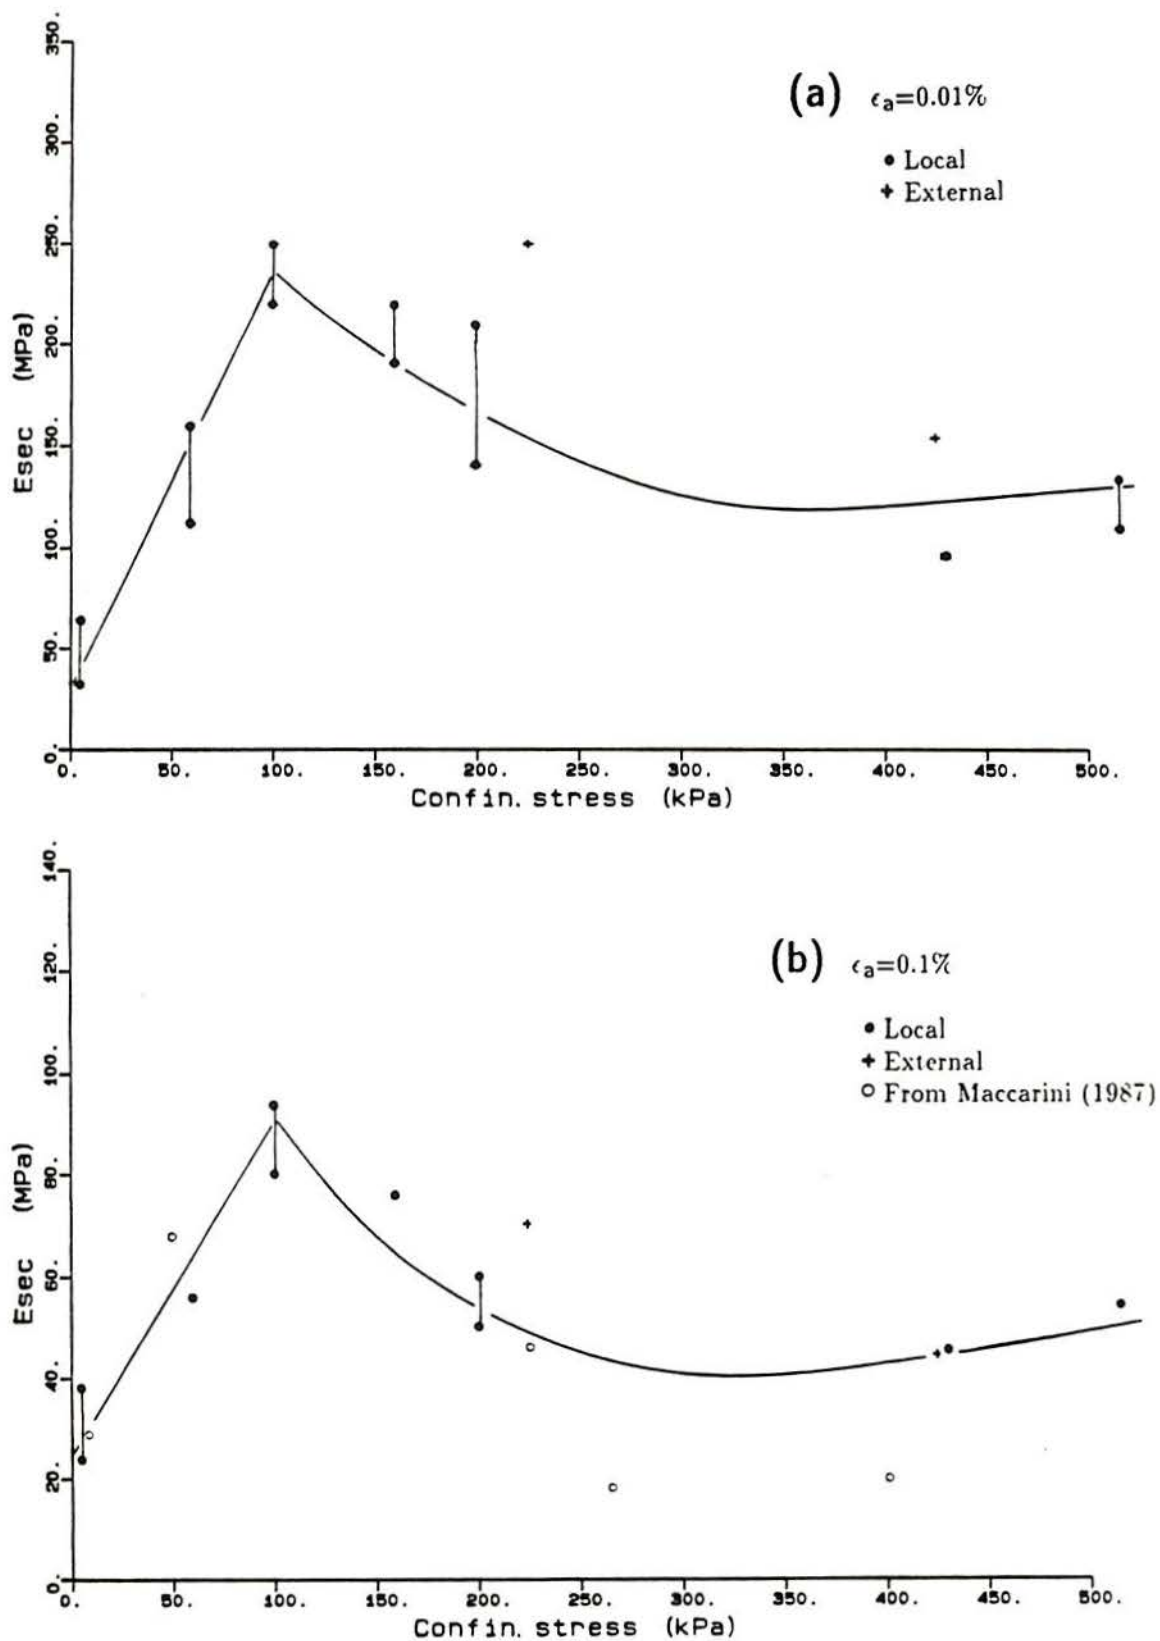 350.
300.
250.
200.
150.
100.
50.
0.
Esec (MPa)
(a) ϵa=0.01%
● Local
+ External
0. 50. 100. 150. 200. 250. 300. 350. 400. 450. 500.
Confin. stress (kPa)
140.
120.
100.
80.
60.
40.
20.
0.
Esec (MPa)
(b) ϵa=0.1%
● Local
+ External
○ From Maccarini (1987)
0. 50. 100. 150. 200. 250. 300. 350. 400. 450. 500.
Confin. stress (kPa)